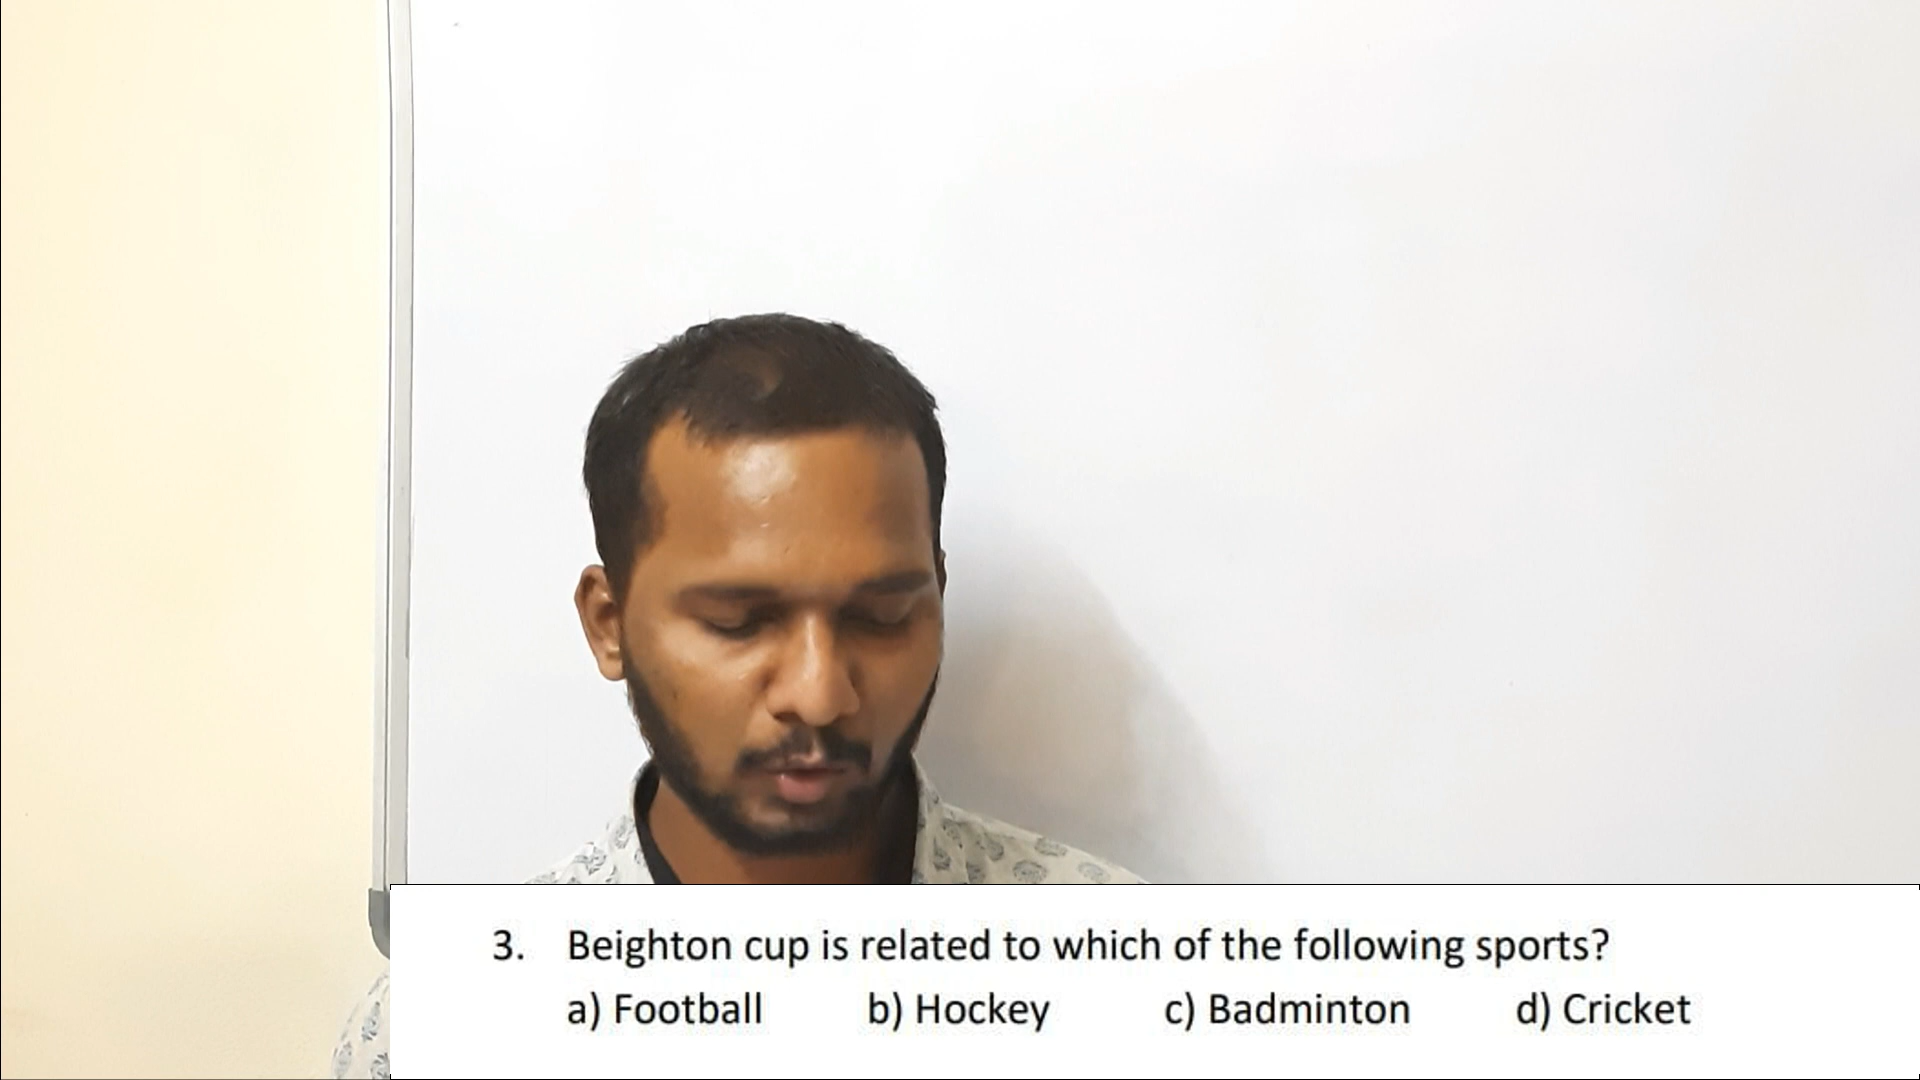 3. Beighton cup is related to which of the following sports?
a) Football b) Hockey c) Badminton d) Cricket